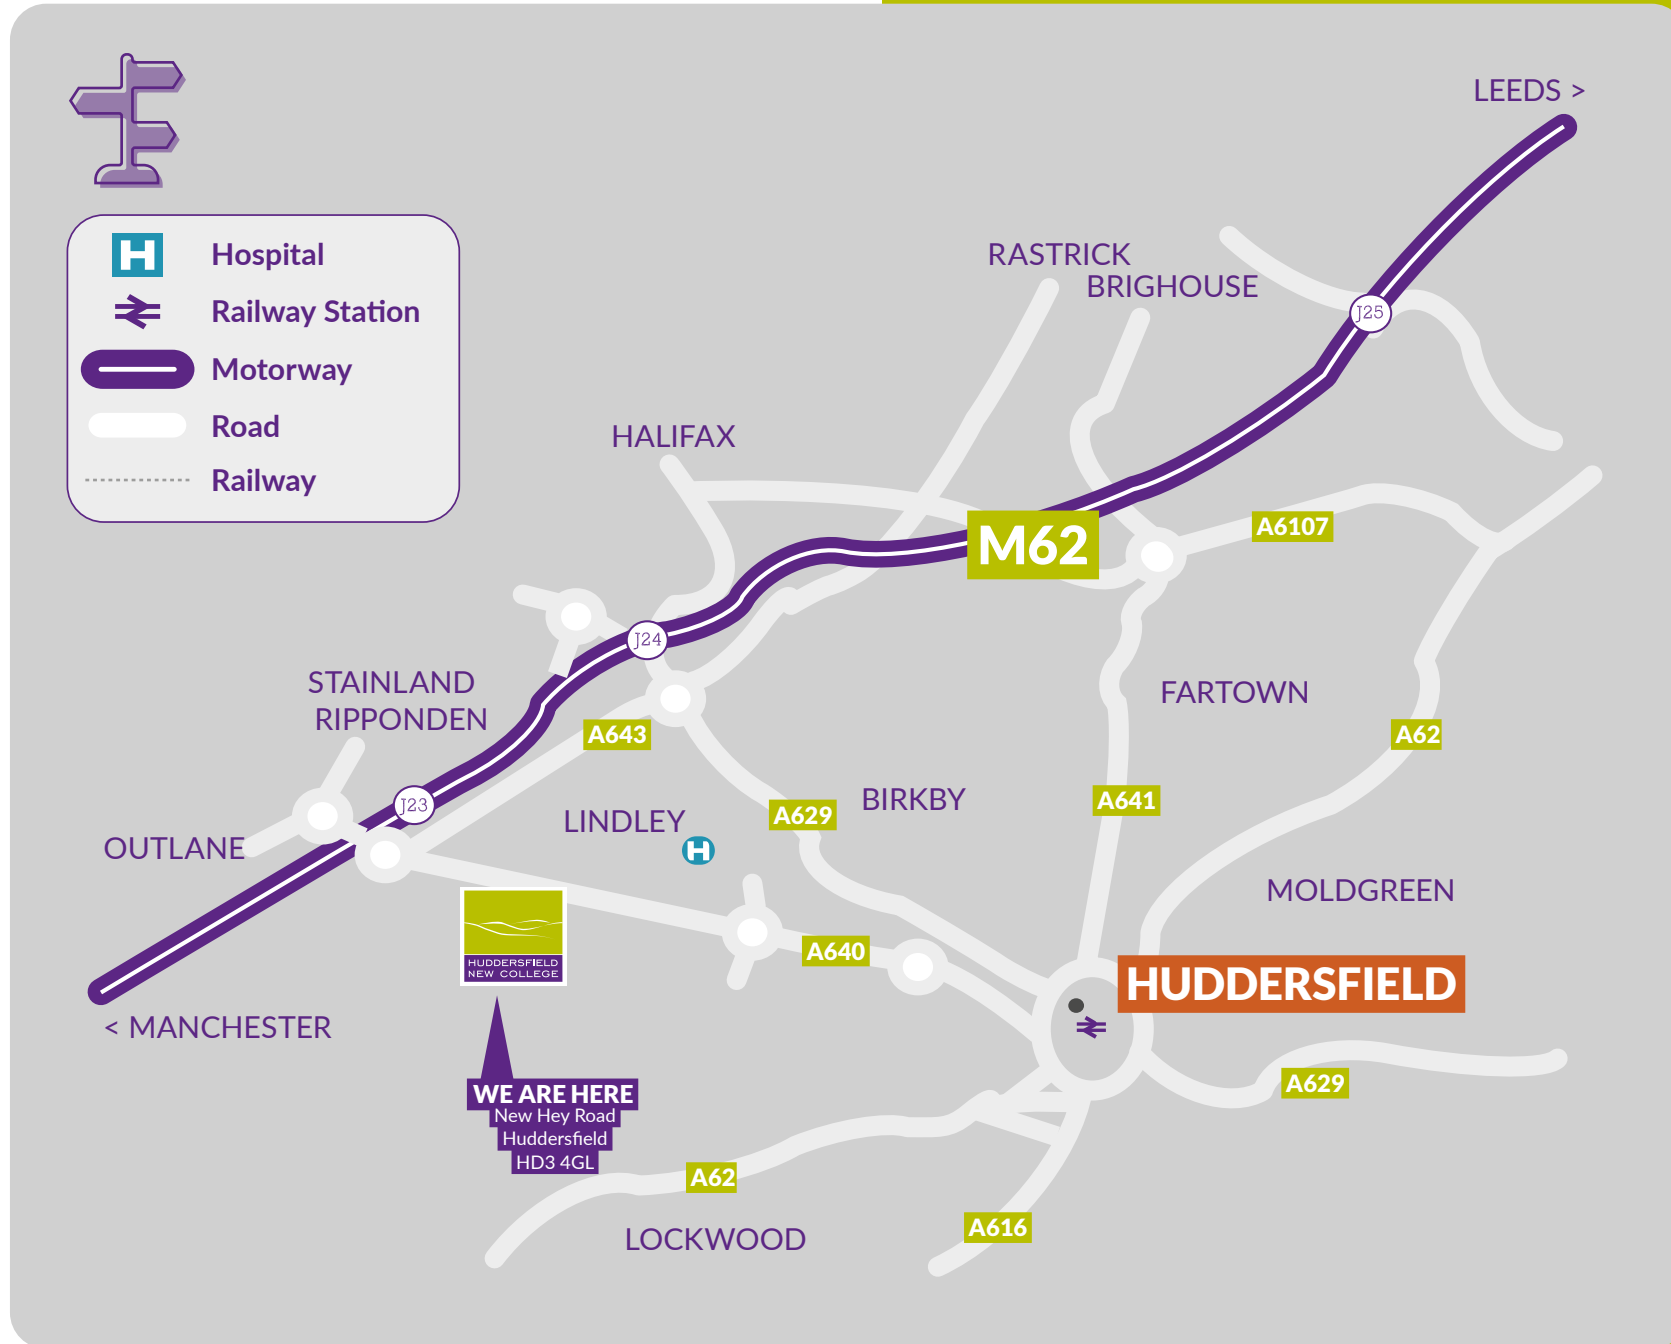 LEEDS >
H
Hospital
Railway Station
Motorway
Road
Railway
RASTRICK
BRIGHOUSE
J25
HALIFAX
M62
A6107
J24
STAINLAND
RIPPONDEN
A643
FARTOWN
A62
J23
OUTLANE
LINDLEY
H
A629
BIRKBY
A641
MOLDGREEN
HUDDERSFIELD
NEW COLLEGE
A640
HUDDERSFIELD
< MANCHESTER
WE ARE HERE
New Hey Road
Huddersfield
HD3 4GL
A629
A62
LOCKWOOD
A616